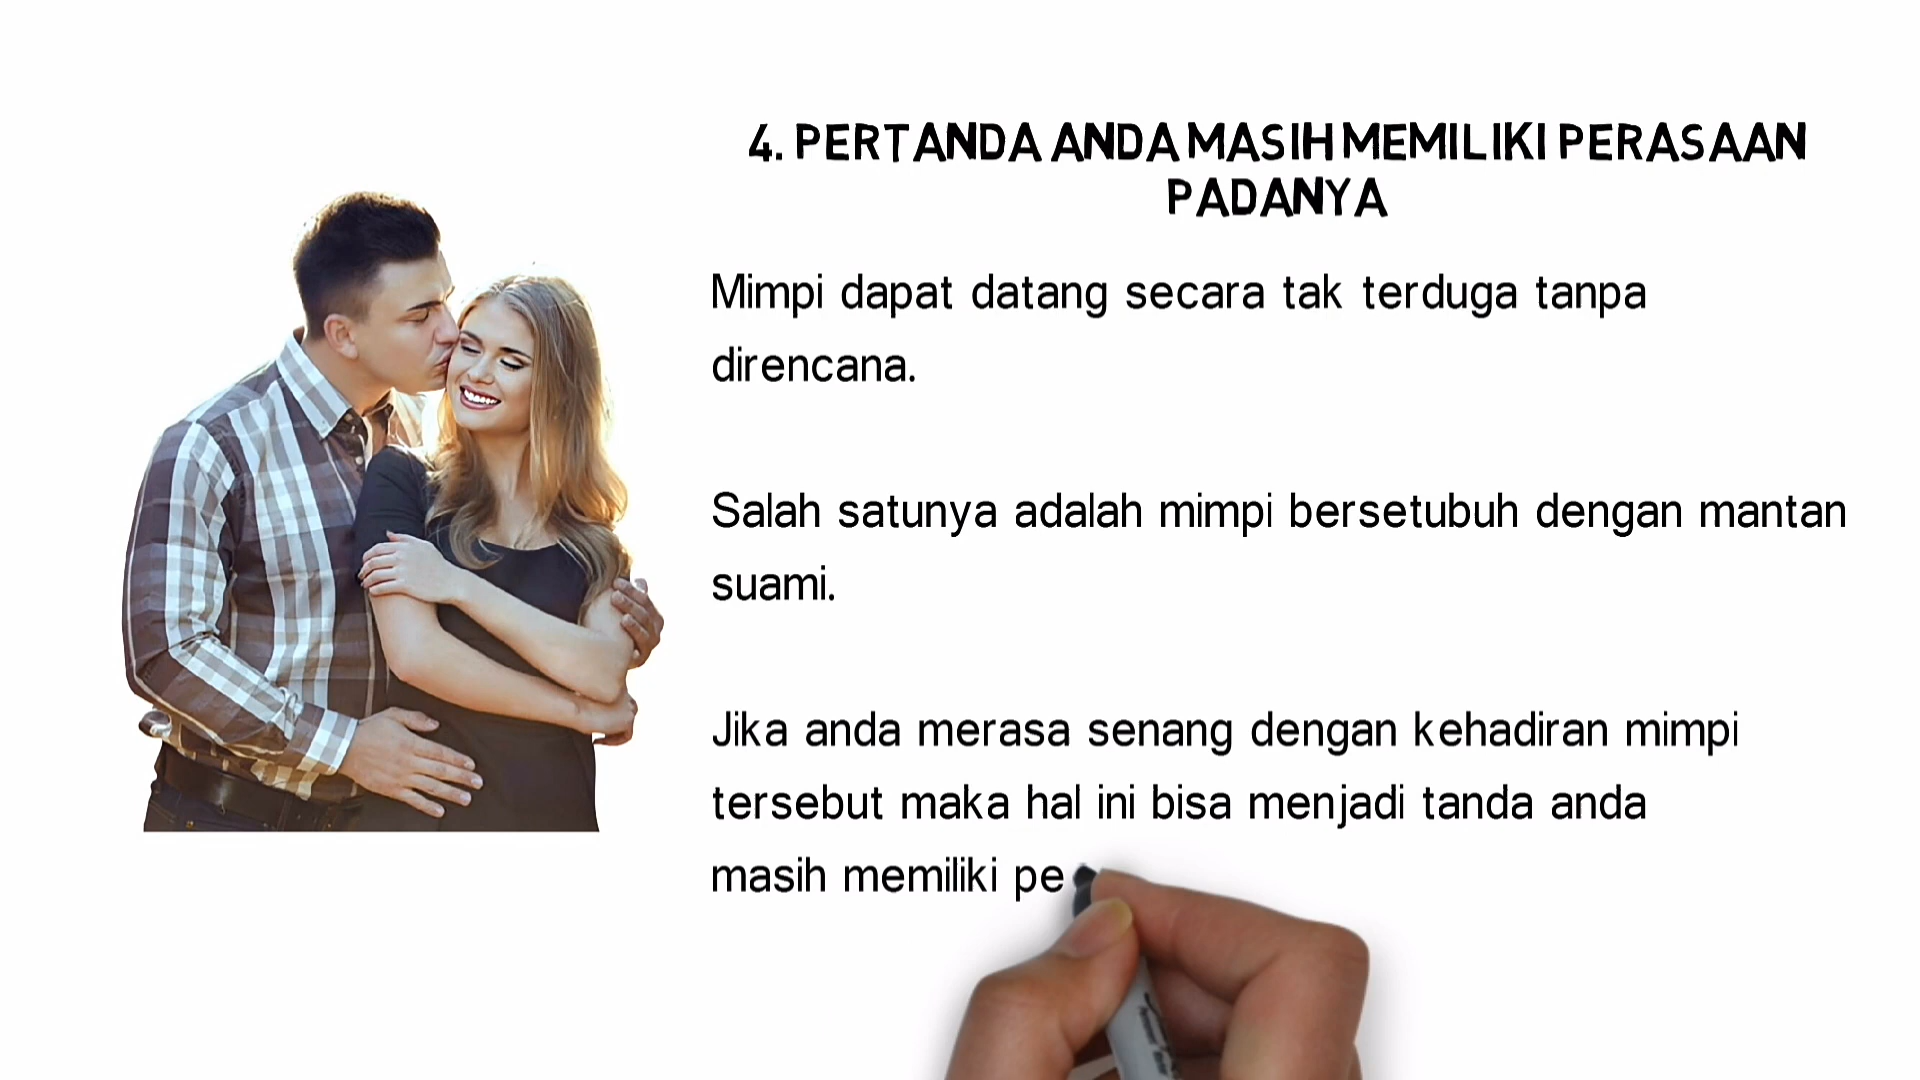 4. PERTANDA ANDA MASIH MEMILIKI PERASAAN
PADANYA
Mimpi dapat datang secara tak terduga tanpa
direncana.
Salah satunya adalah mimpi bersetubuh dengan mantan
suami.
Jika anda merasa senang dengan kehadiran mimpi
tersebut maka hal ini bisa menjadi tanda anda
masih memiliki pe